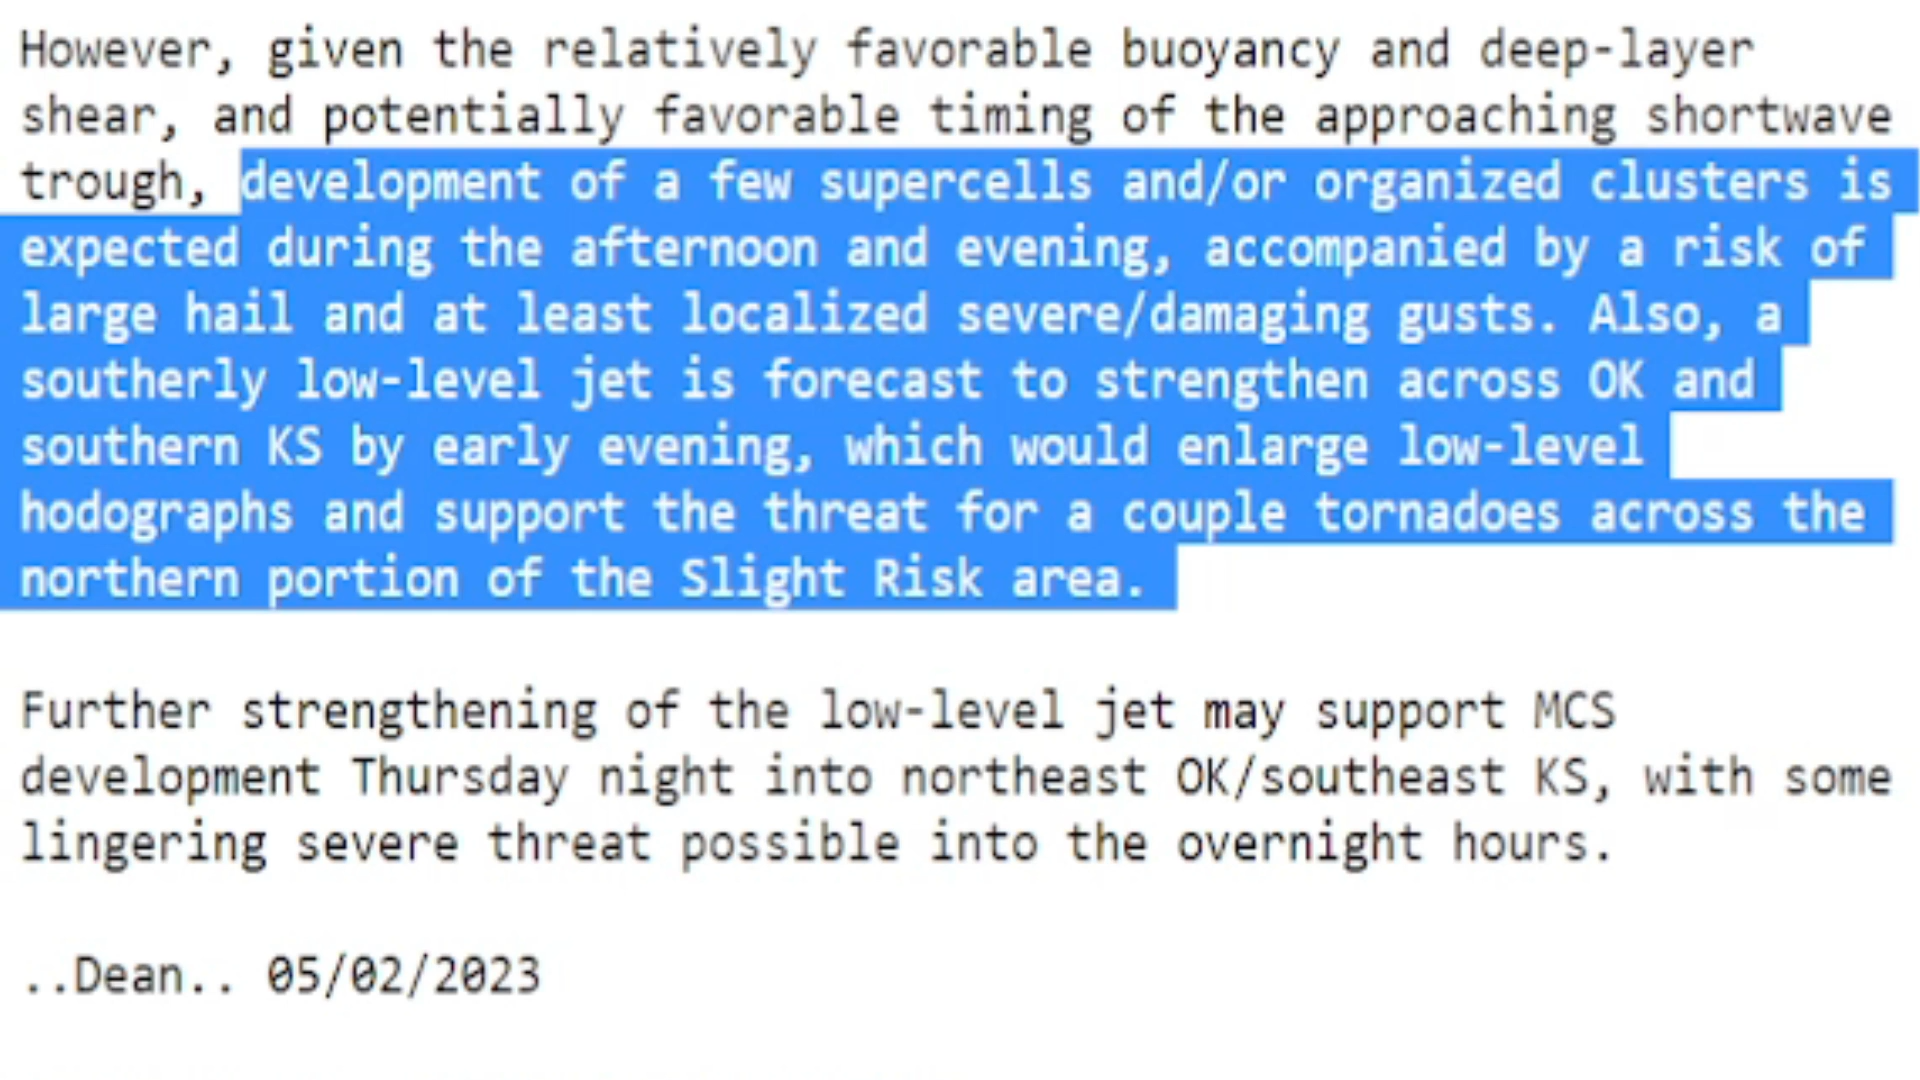 However, given the relatively favorable buoyancy and deep-layer
shear, and potentially favorable timing of the approaching shortwave
trough, development of a few supercells and/or organized clusters is
expected during the afternoon and evening, accompanied by a risk of
large hail and at least localized severe/damaging gusts. Also, a
southerly low-level jet is forecast to strengthen across OK and
southern KS by early evening, which would enlarge low-level
hodographs and support the threat for a couple tornadoes across the
northern portion of the Slight Risk area.
Further strengthening of the low-level jet may support MCS
development Thursday night into northeast OK/southeast KS, with some
lingering severe threat possible into the overnight hours.
..Dean.. 05/02/2023